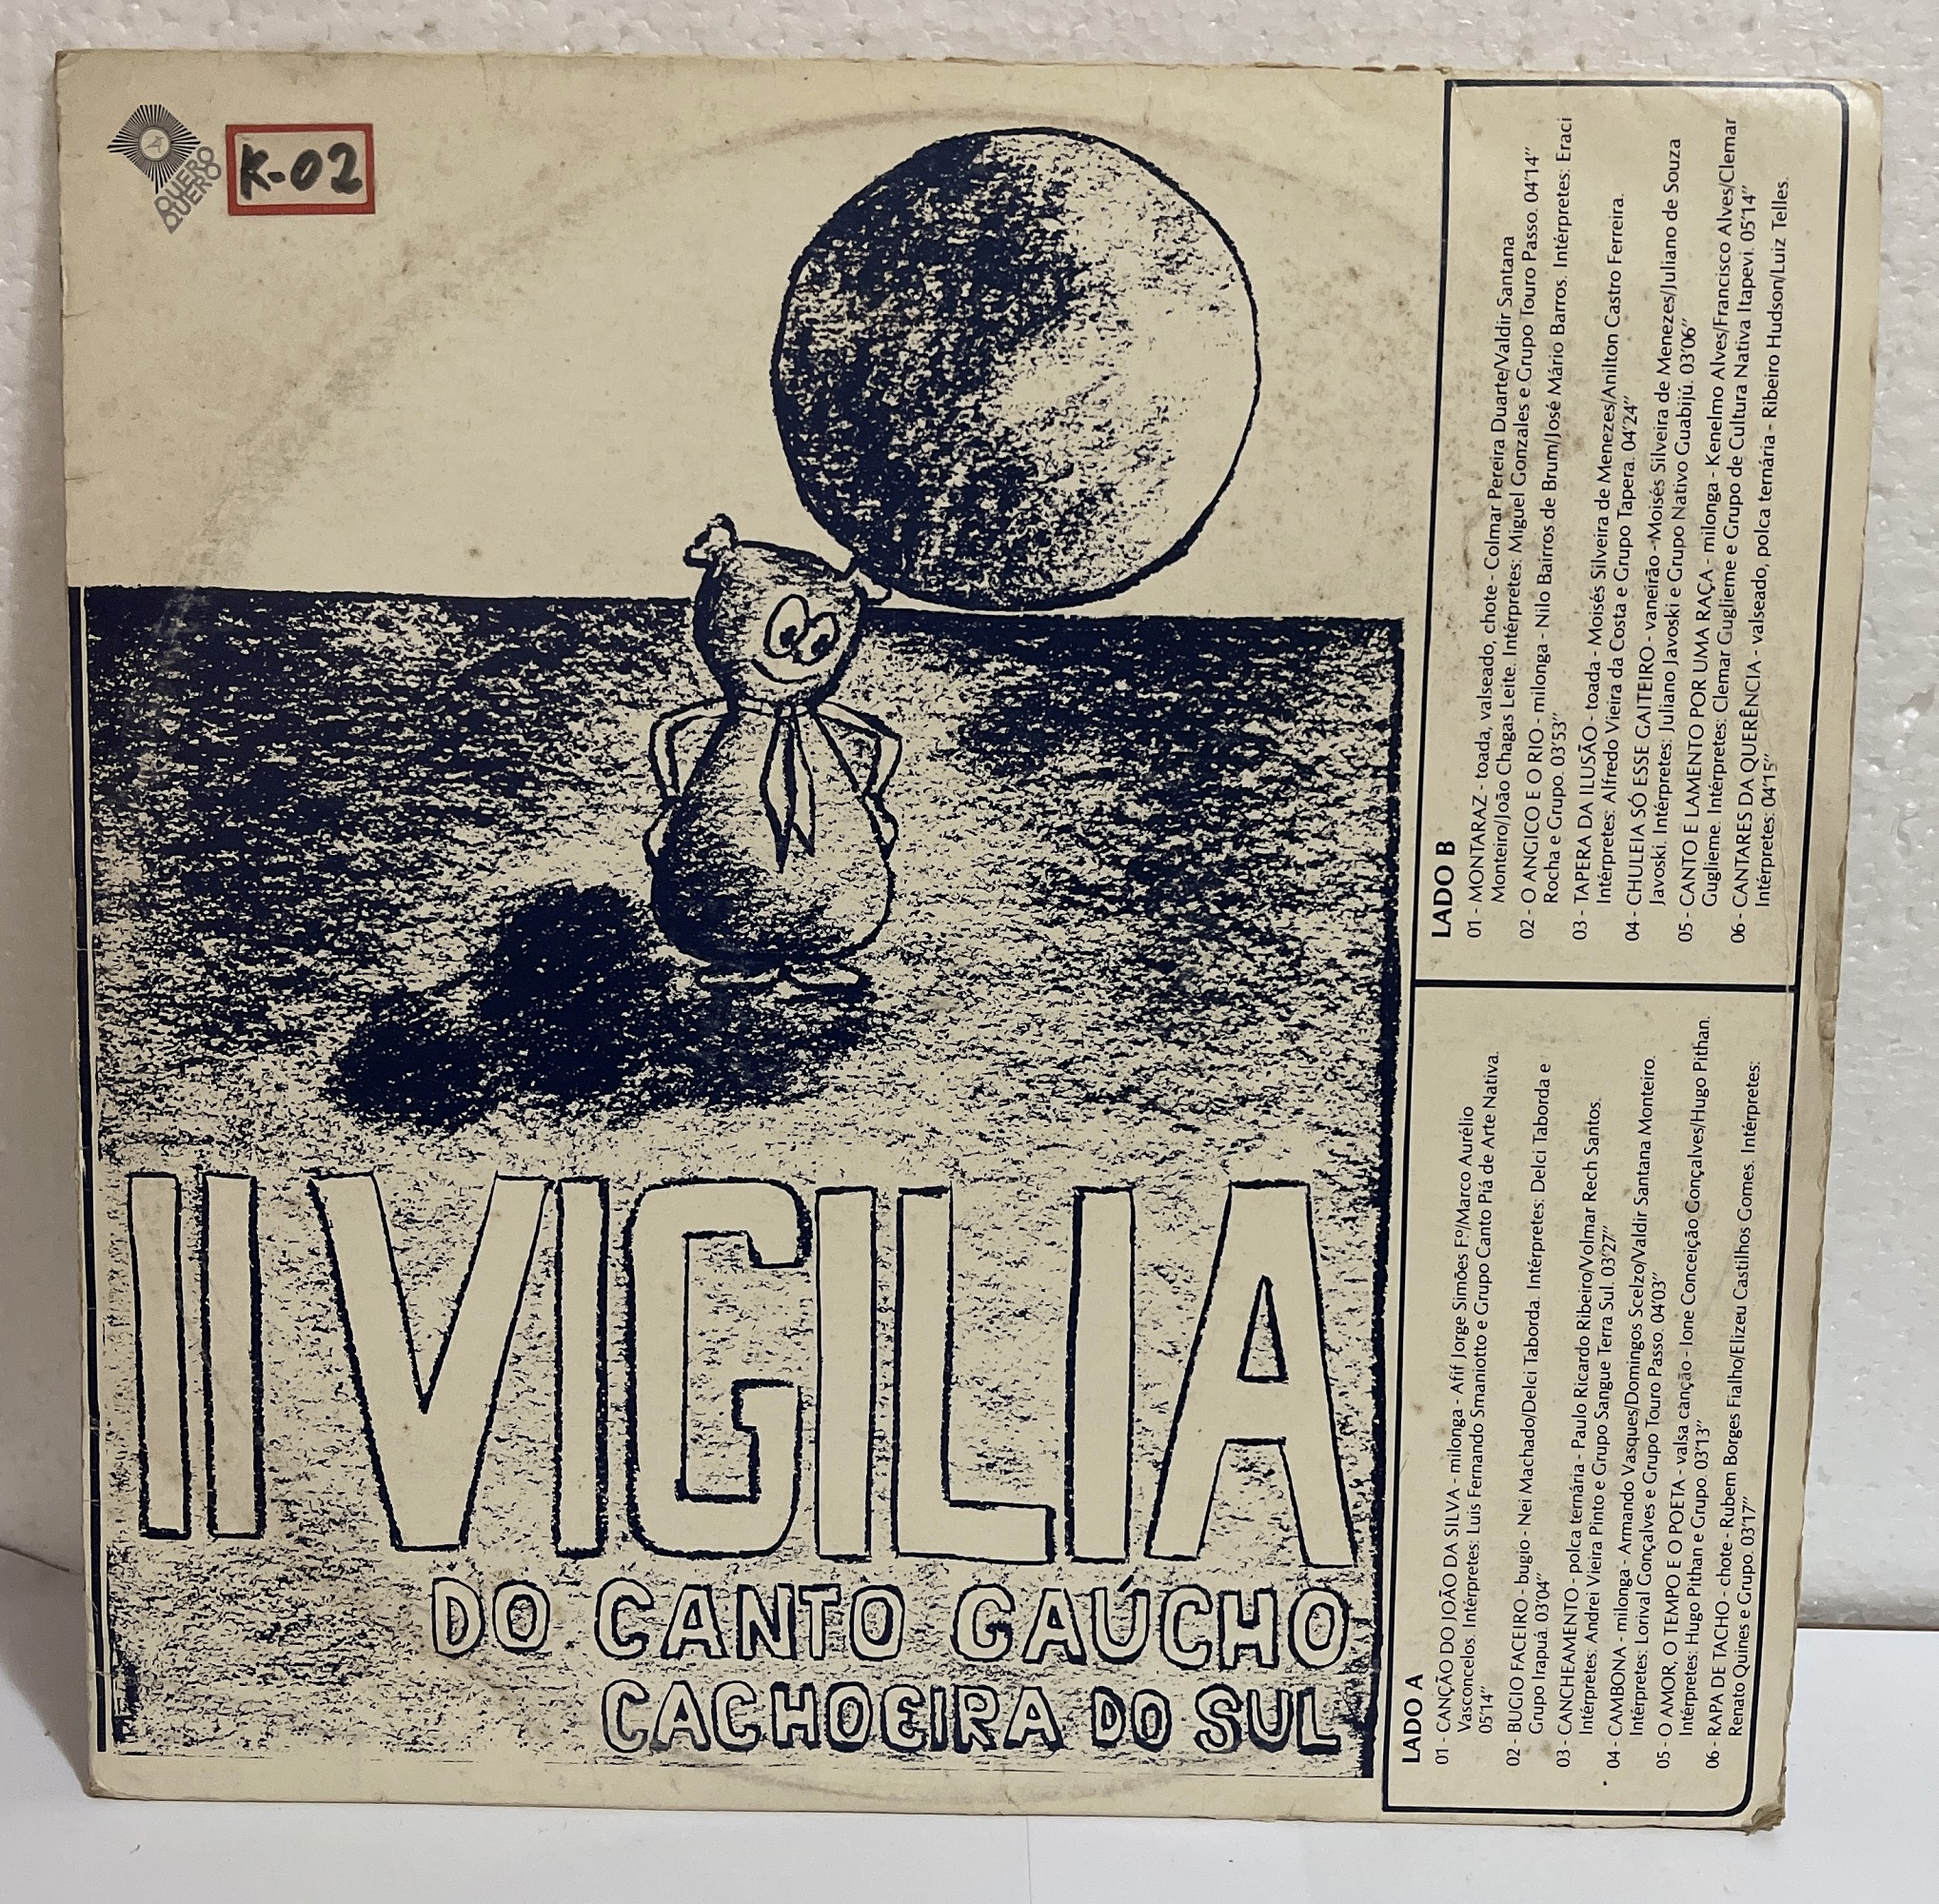 QUERO
QUERO
K-02
II VIGILIA
DO CANTO GAÚCHO
CACHOEIRA DO SUL
LADO A
01 - CANÇÃO DO JOÃO DA SILVA - milonga - Afif Jorge Simões Fº/Marco Aurélio
Vasconcelos. Intérpretes: Luis Fernando Smaniotto e Grupo Canto Piá de Arte Nativa.
05'14"
02 - BUGIO FACEIRO - bugio - Nei Machado/Delci Taborda. Intérpretes: Delci Taborda e
Grupo Irapuá. 03'04"
03 - CANCHEAMENTO - polca ternária - Paulo Ricardo Ribeiro/Volmar Rech Santos.
Intérpretes: Andrei Vieira Pinto e Grupo Sangue Terra Sul. 03'27"
04 - CAMBONA - milonga - Armando Vasques/Domingos Scelzo/Valdir Santana Monteiro.
Intérpretes: Lorival Gonçalves e Grupo Touro Passo. 04'03"
05 - O AMOR, O TEMPO E O POETA - valsa canção - Ione Conceição Gonçalves/Hugo Pithan.
Intérpretes: Hugo Pithan e Grupo. 03'13"
06 - RAPA DE TACHO - chote - Rubem Borges Fialho/Elizeu Castilhos Gomes. Intérpretes:
Renato Quines e Grupo. 03'17"
LADO B
01 - MONTARAZ - toada, valseado, chote - Colmar Pereira Duarte/Valdir Santana
Monteiro/João Chagas Leite. Intérpretes: Miguel Gonzales e Grupo Touro Passo. 04'14"
02 - O ANGICO E O RIO - milonga - Nilo Bairros de Brum/José Mário Barros. Intérpretes: Eraci
Rocha e Grupo. 03'53"
03 - TAPERA DA ILUSÃO - toada - Moisés Silveira de Menezes/Anilton Castro Ferreira.
Intérpretes: Alfredo Vieira da Costa e Grupo Tapera. 04'24"
04 - CHULEIA SÓ ESSE GAITEIRO - vaneirão -Moisés Silveira de Menezes/Juliano de Souza
Javoski. Intérpretes: Juliano Javoski e Grupo Nativo Guabijú. 03'06"
05 - CANTO E LAMENTO POR UMA RAÇA - milonga - Kenelmo Alves/Francisco Alves/Clemar
Guglieme. Intérpretes: Clemar Guglieme e Grupo de Cultura Nativa Itapevi. 05'14"
06 - CANTARES DA QUERÊNCIA - valseado, polca ternária - Ribeiro Hudson/Luiz Telles.
Intérpretes: 04'15"